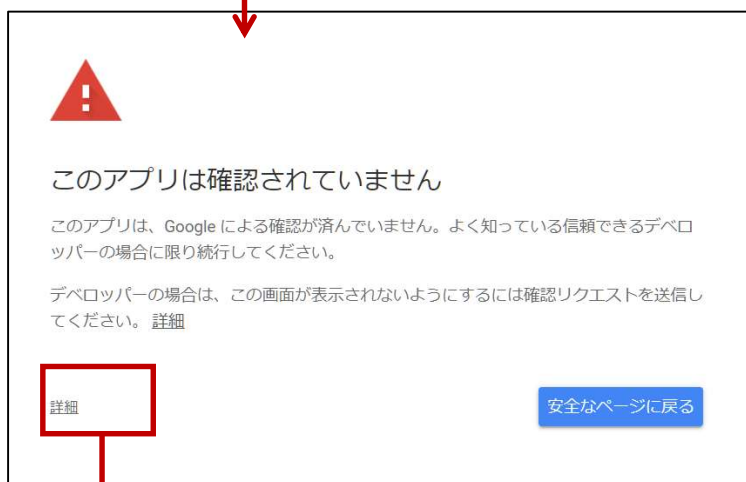 このアプリは確認されていません
このアプリは、Google による確認が済んでいません。よく知っている信頼できるデベロ
ッパーの場合に限り続行してください。
デベロッパーの場合は、この画面が表示されないようにするには確認リクエストを送信し
てください。 詳細
詳細
安全なページに戻る